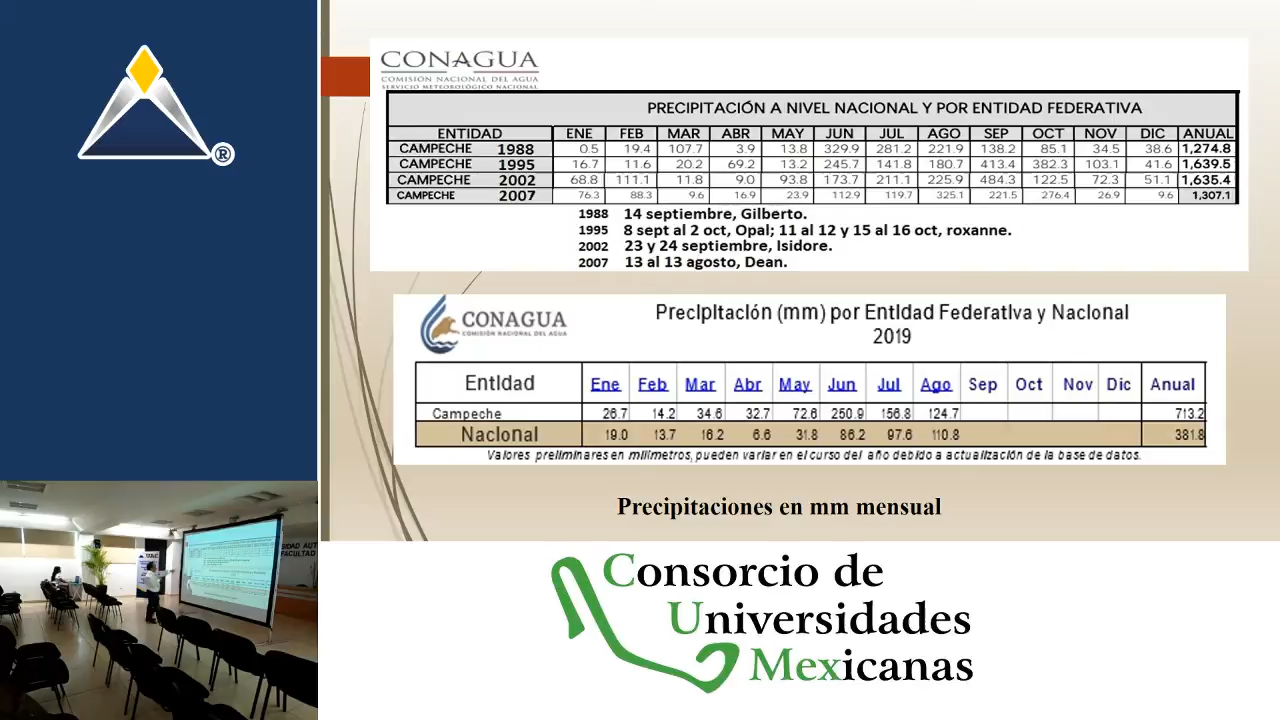 ®
CONAGUA
COMISIÓN NACIONAL DEL AGUA
SERVICIO METEOROLÓGICO NACIONAL
PRECIPITACIÓN A NIVEL NACIONAL Y POR ENTIDAD FEDERATIVA
ENTIDAD ENE FEB MAR ABR MAY JUN JUL AGO SEP OCT NOV DIC ANUAL
CAMPECHE 1988 0.5 19.4 107.7 3.9 13.8 329.9 281.2 221.9 138.2 85.1 34.5 38.6 1,274.8
CAMPECHE 1995 16.7 11.6 20.2 69.2 13.2 245.7 141.8 180.7 413.4 382.3 103.1 41.6 1,639.5
CAMPECHE 2002 68.8 111.1 11.8 9.0 93.8 173.7 211.1 225.9 484.3 122.5 72.3 51.1 1,635.4
CAMPECHE 2007 76.3 88.3 9.6 16.9 23.9 112.9 119.7 325.1 221.5 276.4 26.9 9.6 1,307.1
1988 14 septiembre, Gilberto.
1995 8 sept al 2 oct, Opal; 11 al 12 y 15 al 16 oct, roxanne.
2002 23 y 24 septiembre, Isidore.
2007 13 al 13 agosto, Dean.
CONAGUA
COMISIÓN NACIONAL DEL AGUA
Precipitación (mm) por Entidad Federativa y Nacional
2019
Entidad Ene Feb Mar Abr May Jun Jul Ago Sep Oct Nov Dic Anual
Campeche 26.7 14.2 34.6 32.7 72.6 250.9 156.8 124.7 713.2
Nacional 19.0 13.7 16.2 6.6 31.8 86.2 97.6 110.8 381.8
Valores preliminares en milímetros, pueden variar en el curso del año debido a actualización de la base de datos.
Precipitaciones en mm mensual
UAC
SIDAD AUT
FACULTAD
Consorcio de
Universidades
Mexicanas